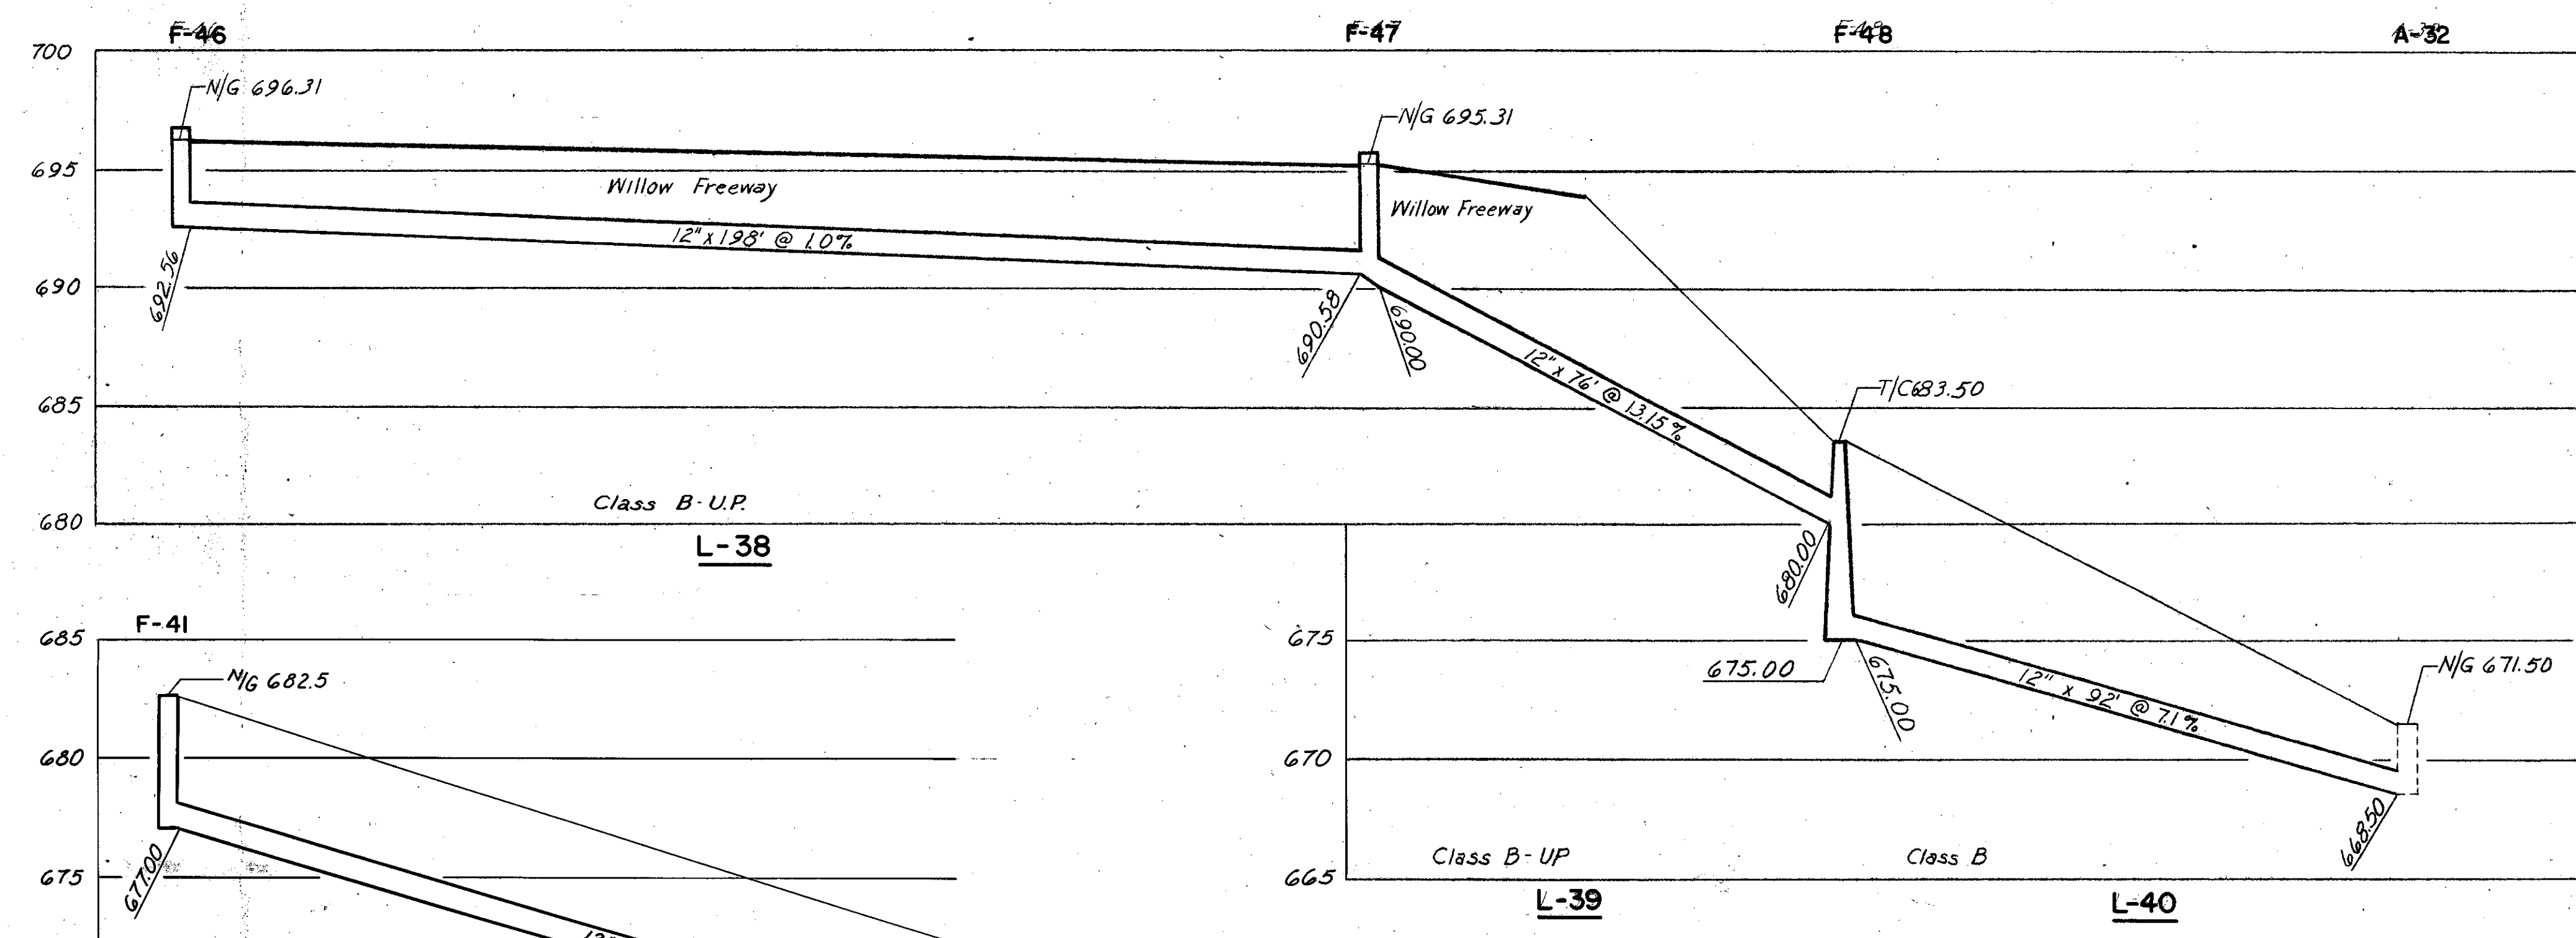 F-46
F-47
F-48
A-32
700
N/G 696.31
N/G 695.31
695
Willow Freeway
Willow Freeway
12" x 198' @ 1.0%
692.56
690
690.58
690.00
12" x 76' @ 13.15%
685
T/C 683.50
Class B-U.P.
680
680.00
L-38
F-41
685
N/G 682.5
675
675.00
675.00
12" x 92' @ 7.1%
N/G 671.50
680
670
677.00
675
668.50
Class B-UP
Class B
665
L-39
L-40